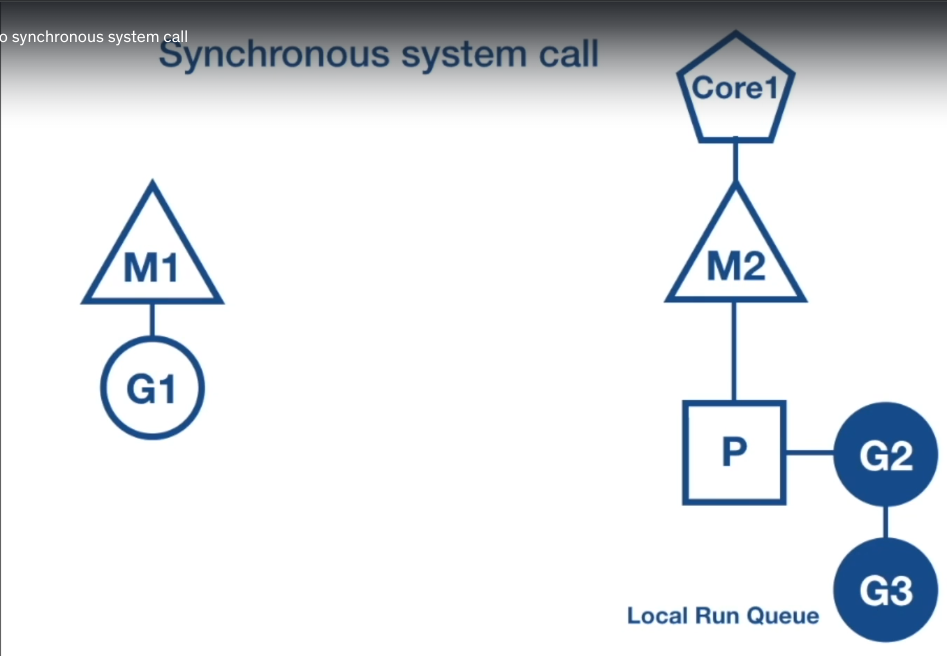 o synchronous system call
Synchronous system call
Core1
M1
M2
G1
P
G2
G3
Local Run Queue